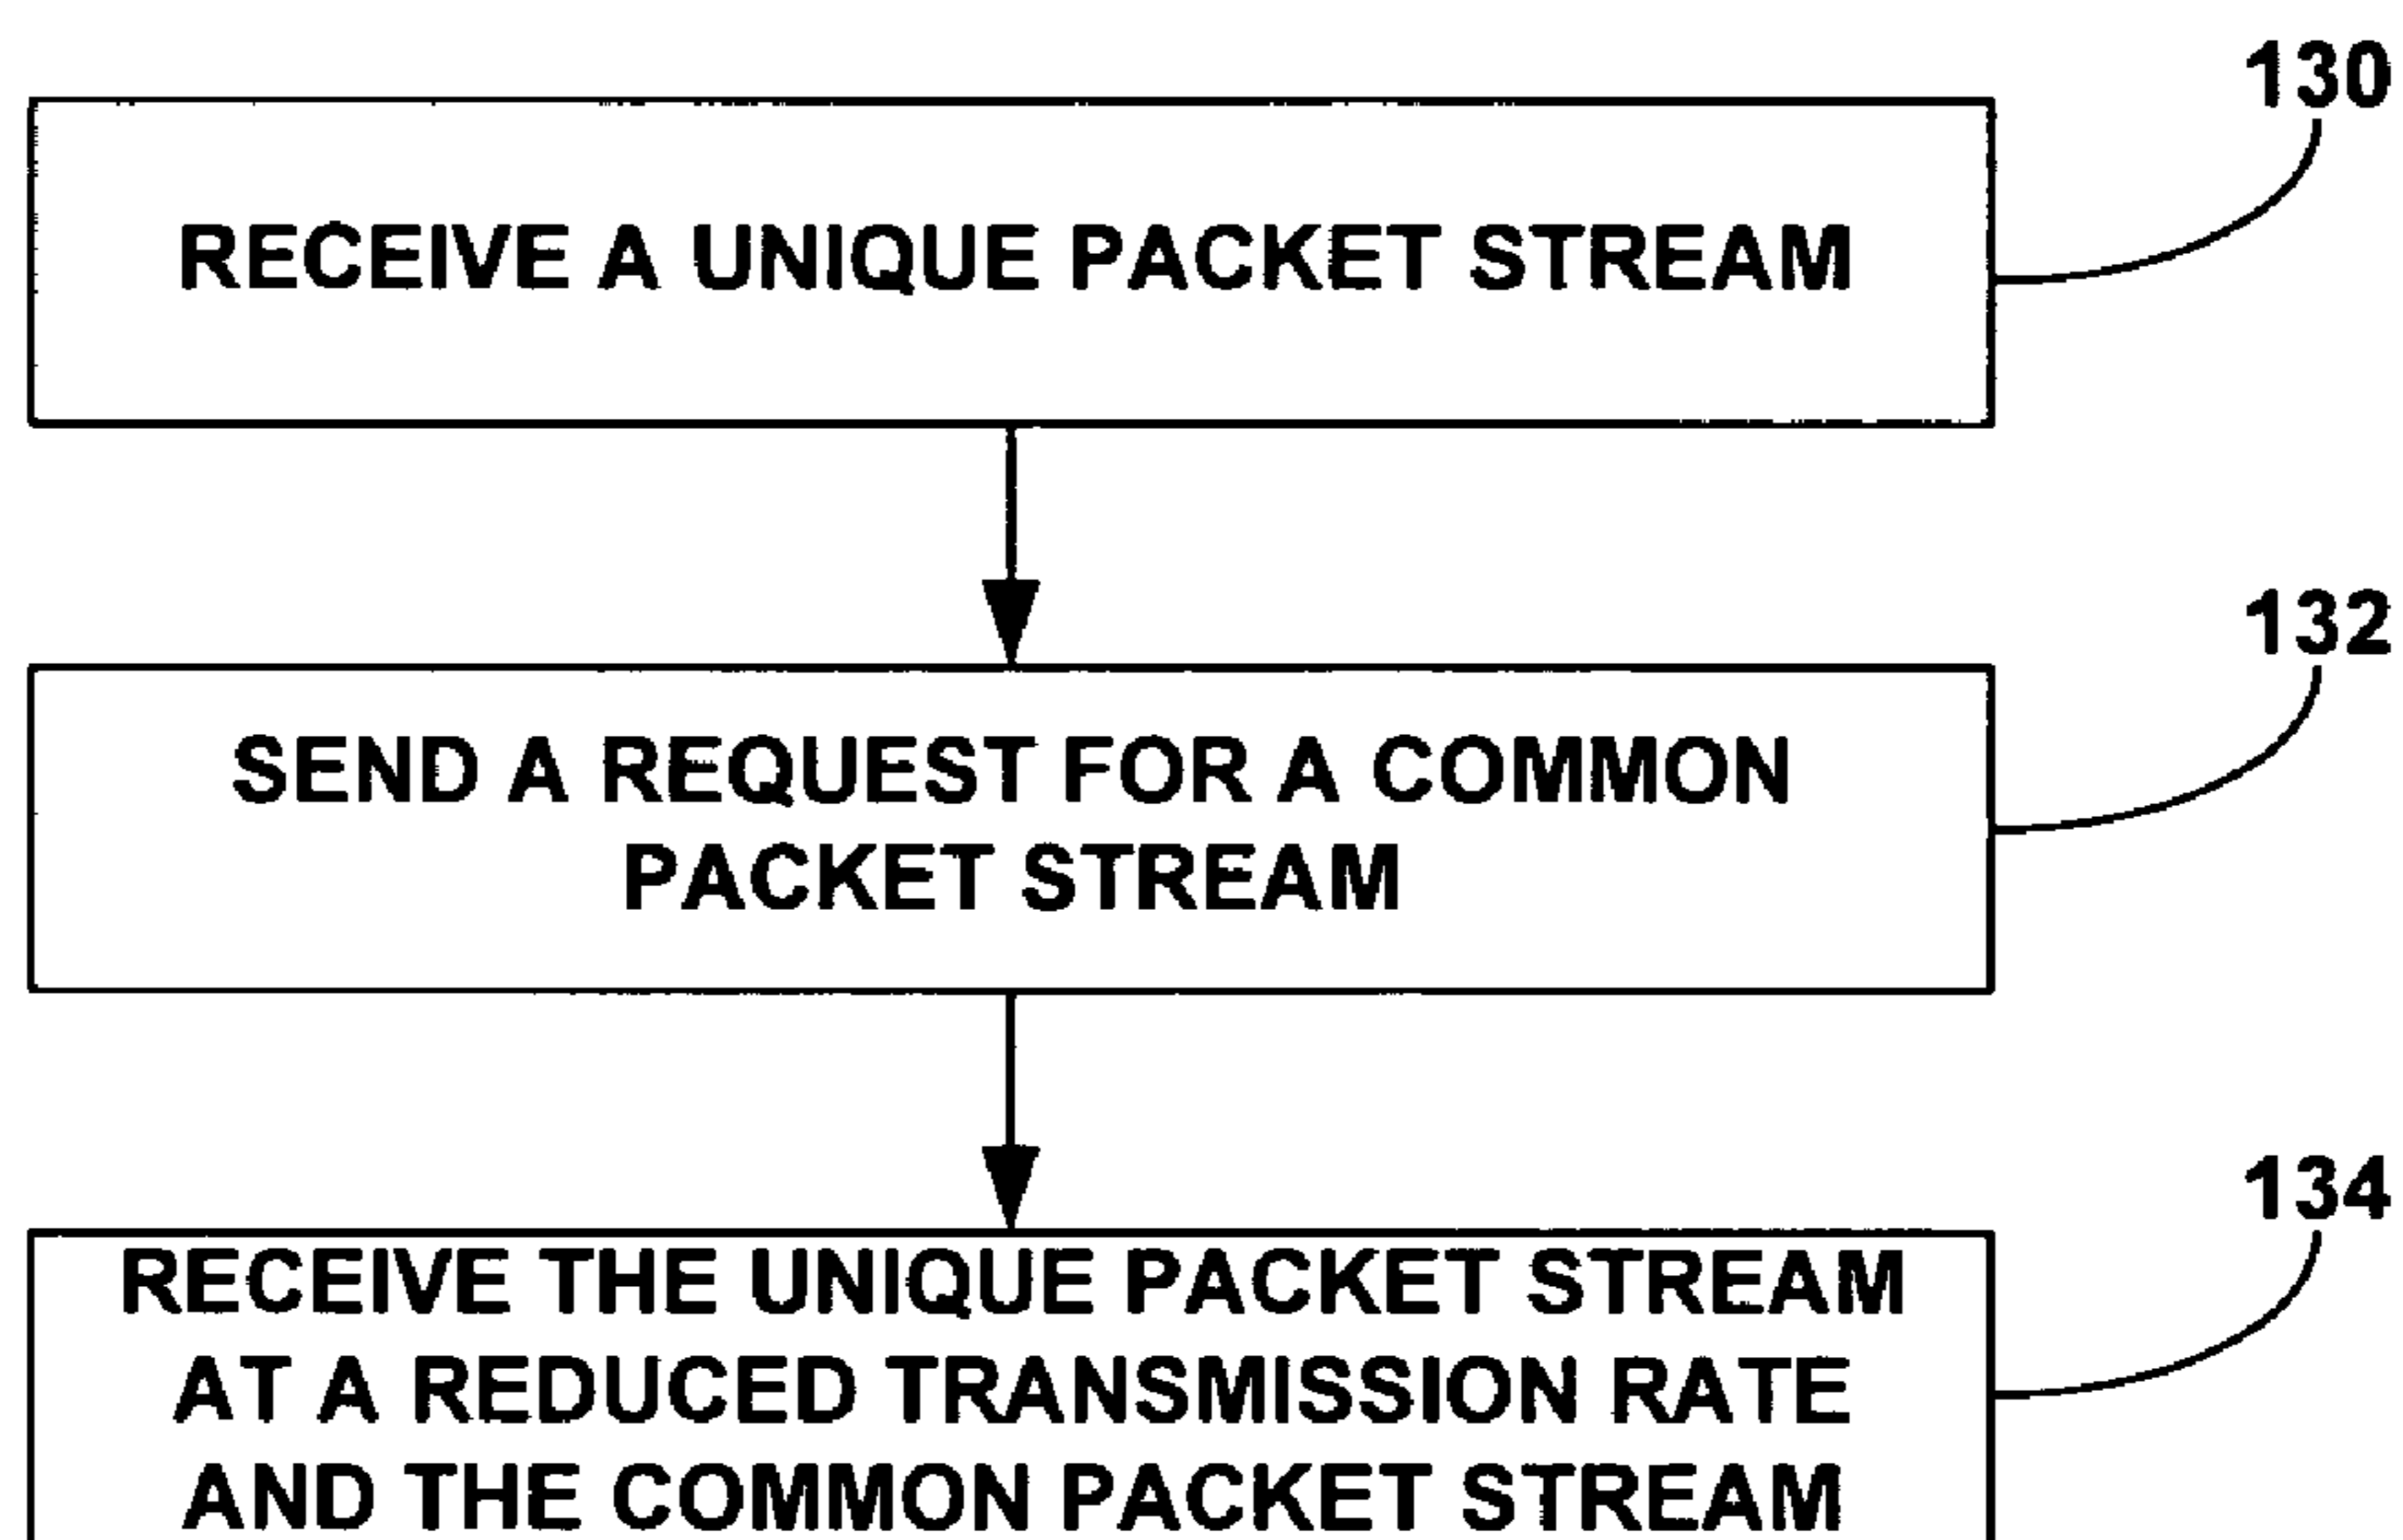 130
RECEIVE A UNIQUE PACKET STREAM
132
SEND A REQUEST FOR A COMMON
PACKET STREAM
134
RECEIVE THE UNIQUE PACKET STREAM
AT A REDUCED TRANSMISSION RATE
AND THE COMMON PACKET STREAM